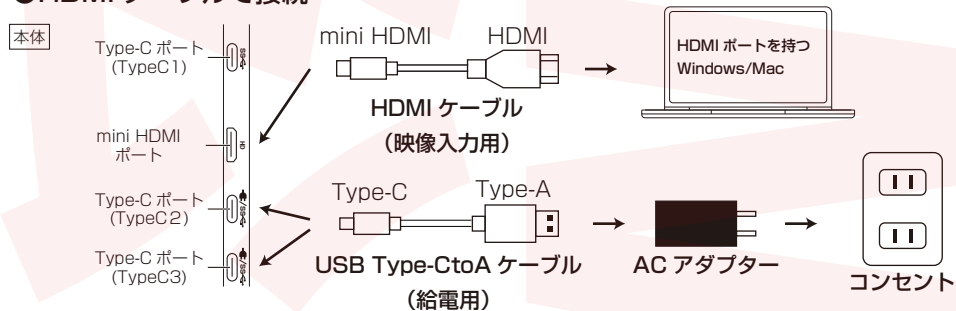 ●HDMIケーブルで接続
本体
Type-C ポート
(TypeC1)
mini HDMI
ポート
Type-C ポート
(TypeC2)
Type-C ポート
(TypeC3)
mini HDMI
HDMI
HDMI ケーブル
(映像入力用)
HDMI ポートを持つ
Windows/Mac
Type-C
Type-A
USB Type-CtoA ケーブル
(給電用)
AC アダプター
コンセント